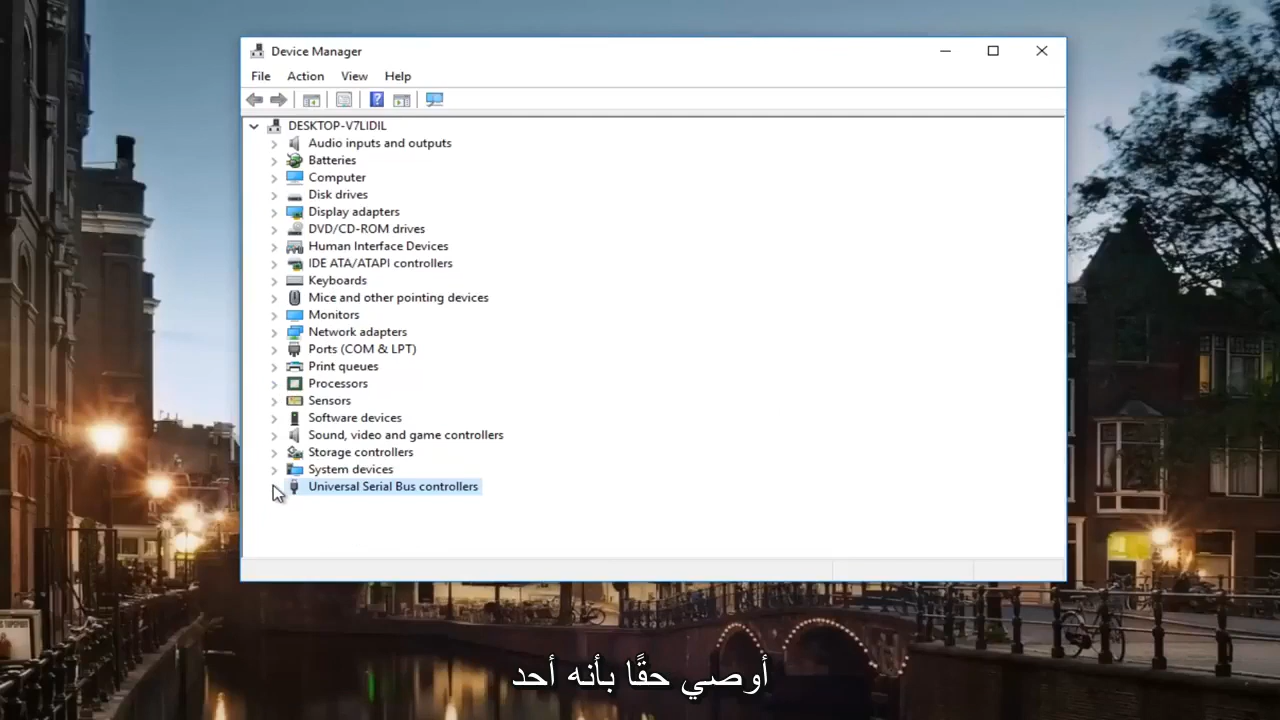 Device Manager
File Action View Help
DESKTOP-V7LIDIL
Audio inputs and outputs
Batteries
Computer
Disk drives
Display adapters
DVD/CD-ROM drives
Human Interface Devices
IDE ATA/ATAPI controllers
Keyboards
Mice and other pointing devices
Monitors
Network adapters
Ports (COM & LPT)
Print queues
Processors
Sensors
Software devices
Sound, video and game controllers
Storage controllers
System devices
Universal Serial Bus controllers
أوصي حقًا بأنه أحد